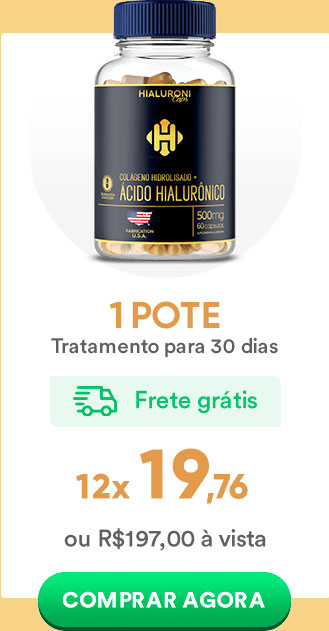 HIALURONI
Caps
COLÁGENO HIDROLISADO +
ÁCIDO HIALURÔNICO
500mg
60 cápsulas
FABRICATION
U.S.A.
1 POTE
Tratamento para 30 dias
Frete grátis
12x 19,76
ou R$197,00 à vista
COMPRAR AGORA